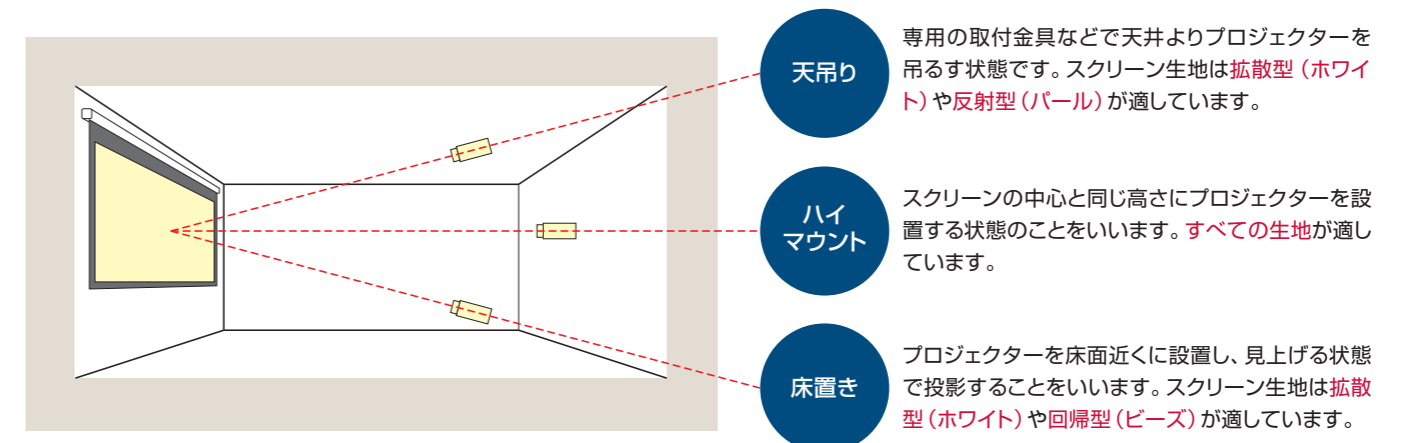 天吊り
専用の取付金具などで天井よりプロジェクターを
吊るす状態です。スクリーン生地は拡散型（ホワイ
ト）や反射型（パール）が適しています。
ハイ
マウント
スクリーンの中心と同じ高さにプロジェクターを設
置する状態のことをいいます。すべての生地が適し
ています。
床置き
プロジェクターを床面近くに設置し、見上げる状態
で投影することをいいます。スクリーン生地は拡散
型（ホワイト）や回帰型（ビーズ）が適しています。